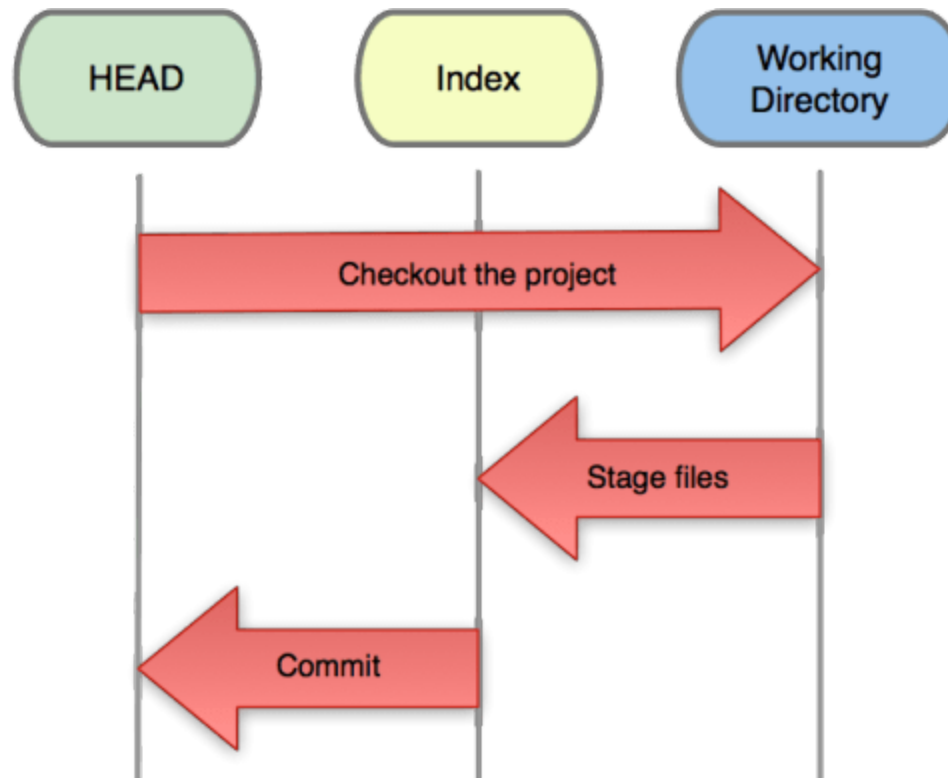 HEAD
Index
Working
Directory
Checkout the project
Stage files
Commit